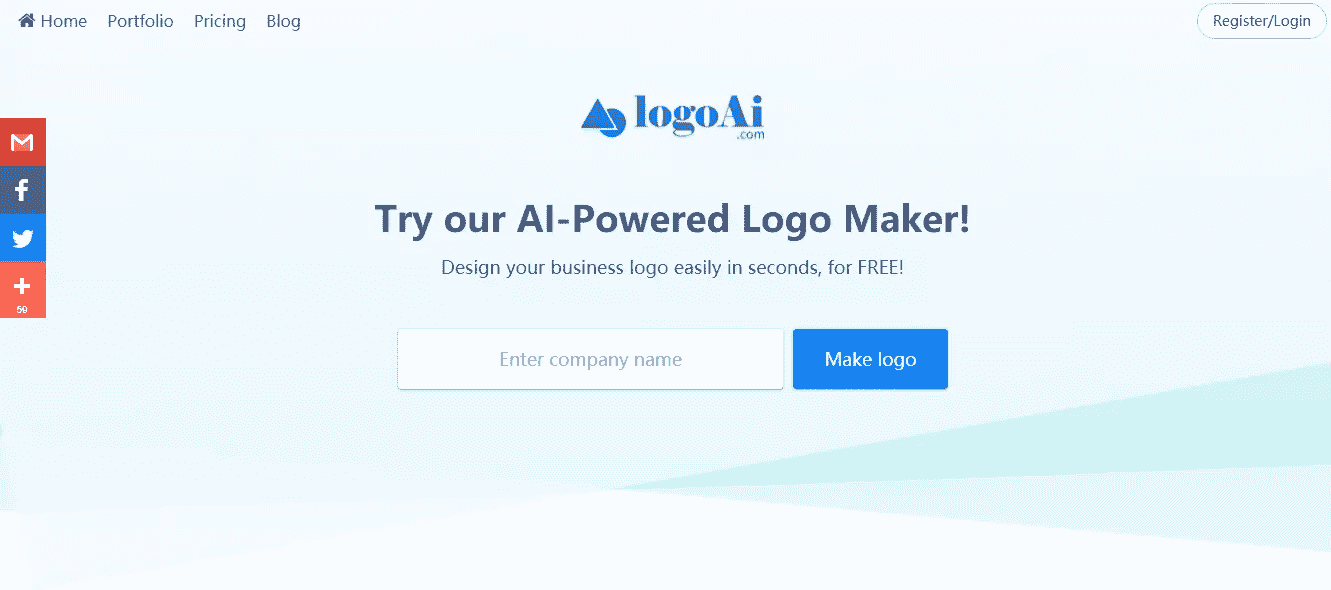 Home Portfolio Pricing Blog Register/Login
logoAi
.com
Try our AI-Powered Logo Maker!
Design your business logo easily in seconds, for FREE!
Enter company name Make logo
f
59